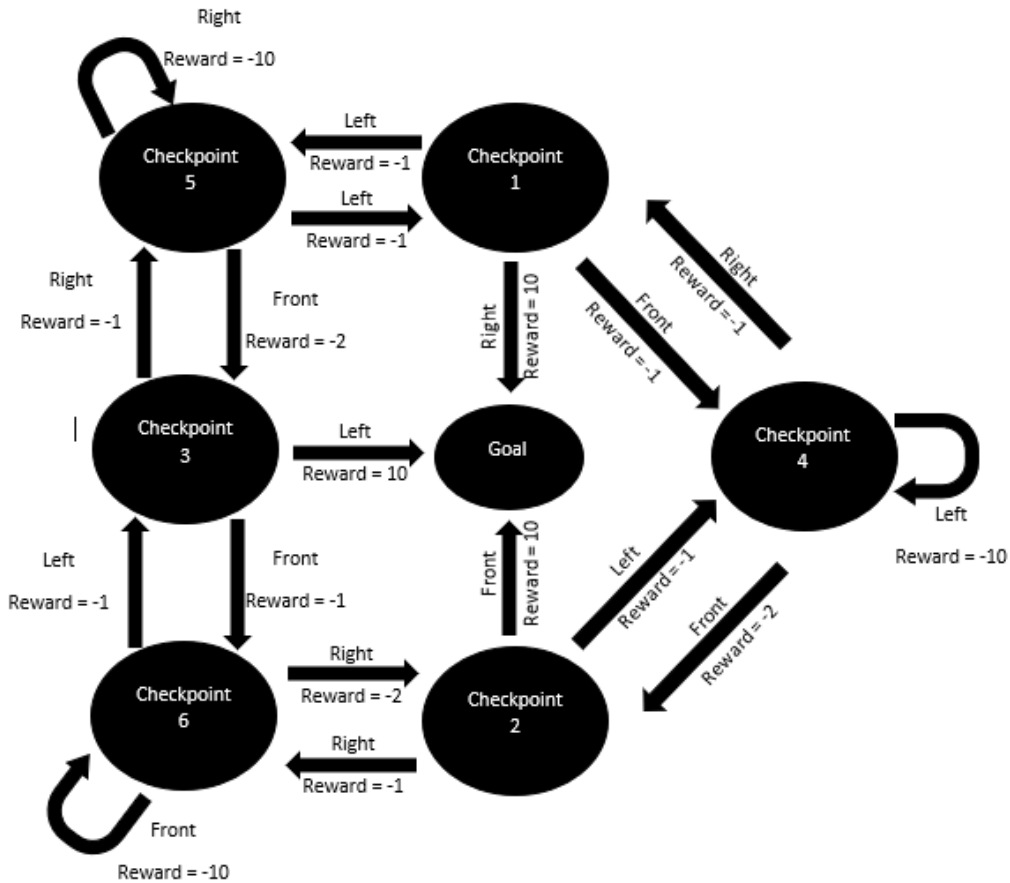 Right
Reward = -10
Checkpoint
5
Left
Reward = -1
Left
Reward = -1
Checkpoint
1
Right
Reward = -1
Front
Reward = -2
Right
Reward = 10
Front
Reward = -1
Right
Reward = -1
Checkpoint
3
Left
Reward = 10
Goal
Checkpoint
4
Left
Reward = -10
Left
Reward = -1
Front
Reward = -1
Front
Reward = 10
Left
Reward = -1
Front
Reward = -2
Checkpoint
6
Right
Reward = -2
Right
Reward = -1
Checkpoint
2
Front
Reward = -10